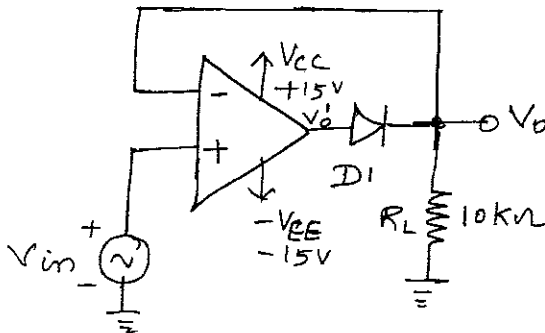 VCC
+15V
-
+
Vo'
D1
Vo
-VEE
-15V
RL 10KΩ
+
Vin
-